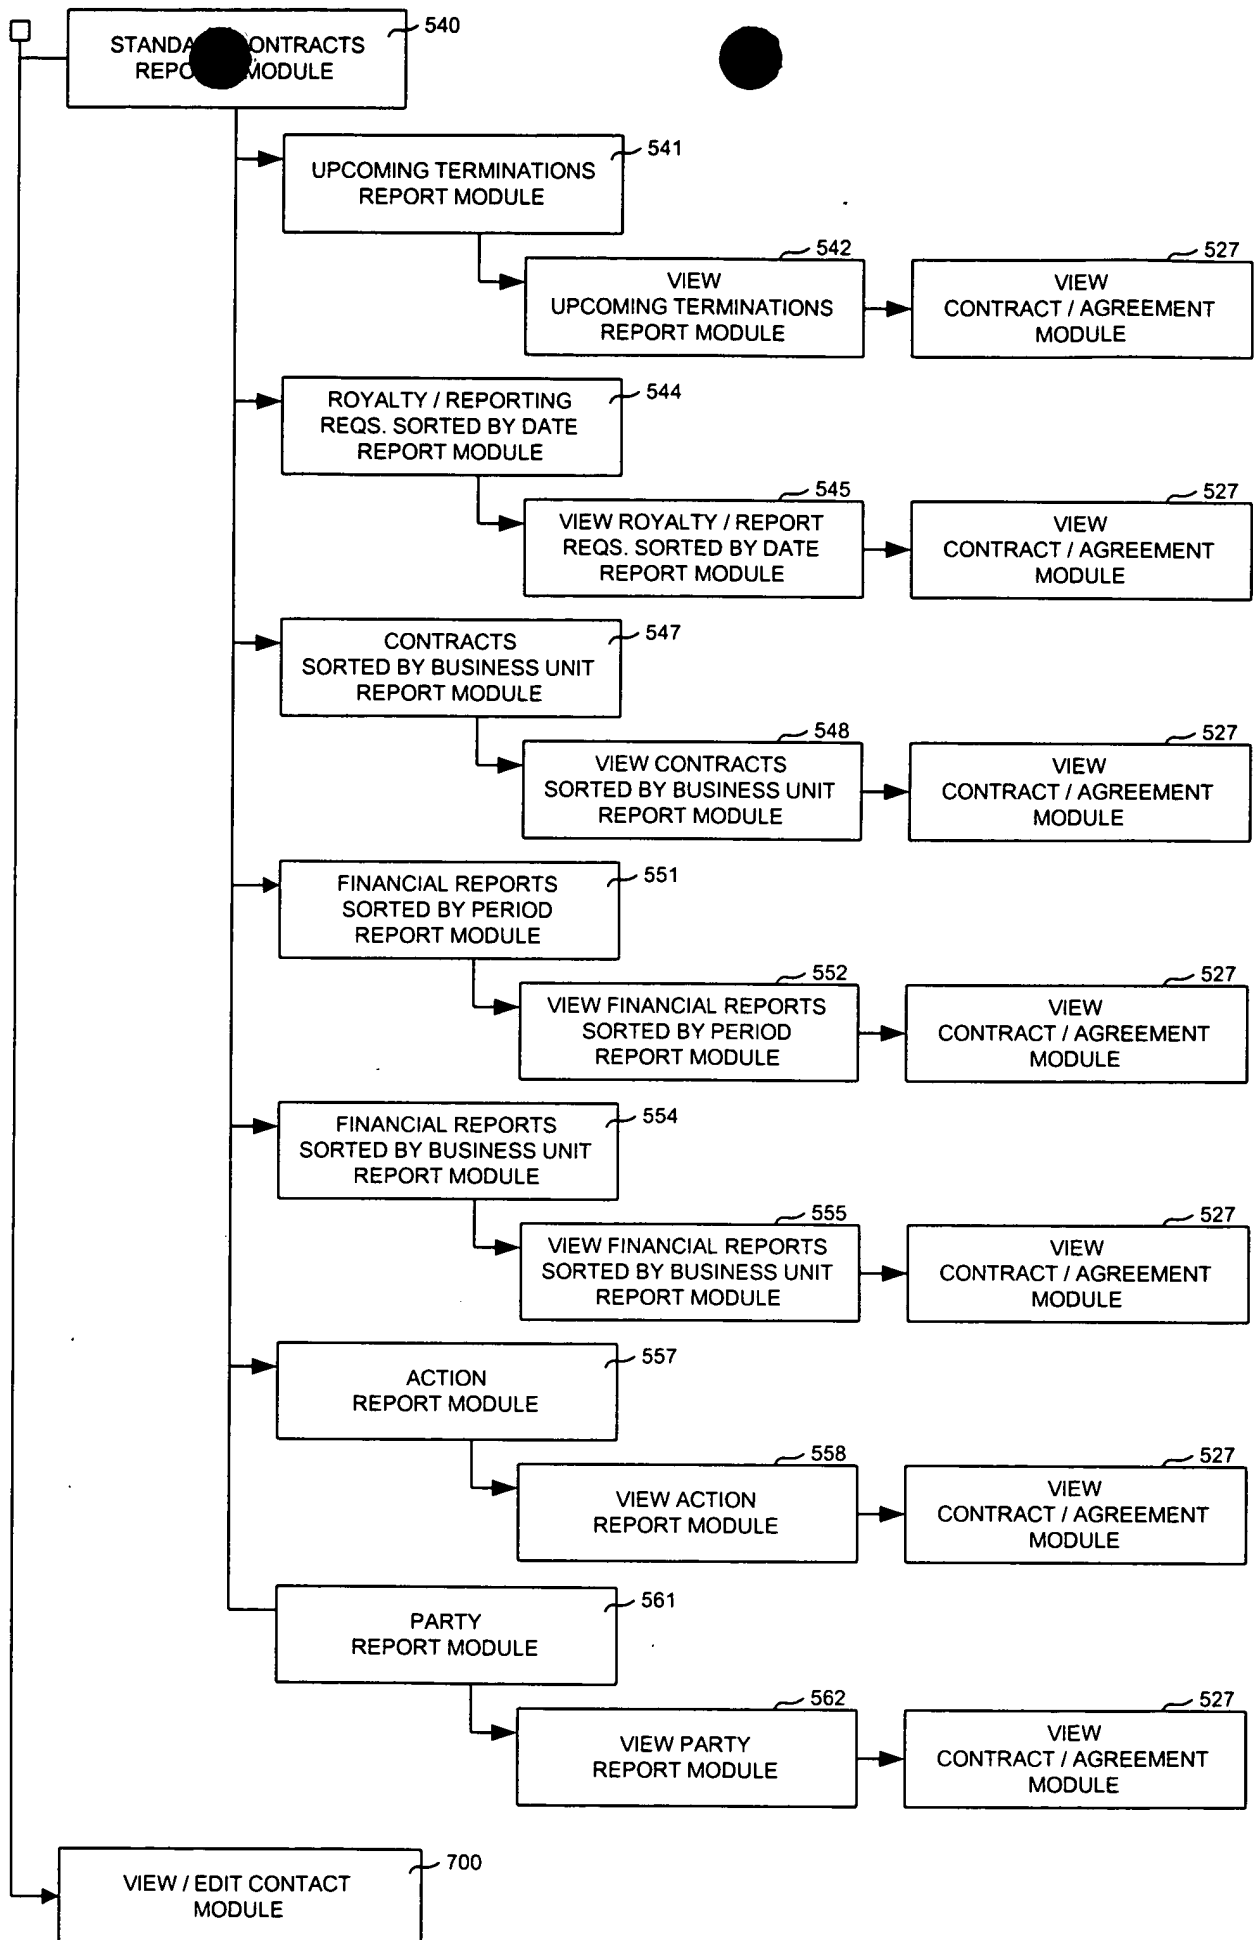 540
CONTRACTS
MODULE
541
UPCOMING TERMINATIONS
REPORT MODULE
542
VIEW
UPCOMING TERMINATIONS
REPORT MODULE
527
VIEW
CONTRACT / AGREEMENT
MODULE
544
ROYALTY / REPORTING
REQS. SORTED BY DATE
REPORT MODULE
545
VIEW ROYALTY / REPORT
REQS. SORTED BY DATE
REPORT MODULE
527
VIEW
CONTRACT / AGREEMENT
MODULE
547
CONTRACTS
SORTED BY BUSINESS UNIT
REPORT MODULE
548
VIEW CONTRACTS
SORTED BY BUSINESS UNIT
REPORT MODULE
527
VIEW
CONTRACT / AGREEMENT
MODULE
551
FINANCIAL REPORTS
SORTED BY PERIOD
REPORT MODULE
552
VIEW FINANCIAL REPORTS
SORTED BY PERIOD
REPORT MODULE
527
VIEW
CONTRACT / AGREEMENT
MODULE
554
FINANCIAL REPORTS
SORTED BY BUSINESS UNIT
REPORT MODULE
555
VIEW FINANCIAL REPORTS
SORTED BY BUSINESS UNIT
REPORT MODULE
527
VIEW
CONTRACT / AGREEMENT
MODULE
557
ACTION
REPORT MODULE
558
VIEW ACTION
REPORT MODULE
527
VIEW
CONTRACT / AGREEMENT
MODULE
561
PARTY
REPORT MODULE
562
VIEW PARTY
REPORT MODULE
527
VIEW
CONTRACT / AGREEMENT
MODULE
700
VIEW / EDIT CONTACT
MODULE